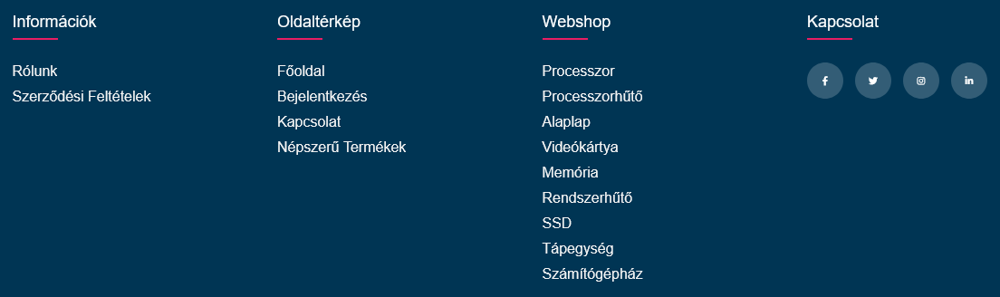 Információk
Rólunk
Szerződési Feltételek
Oldaltérkép
Főoldal
Bejelentkezés
Kapcsolat
Népszerű Termékek
Webshop
Processzor
Processzorhűtő
Alaplap
Videókártya
Memória
Rendszerhűtő
SSD
Tápegység
Számítógépház
Kapcsolat